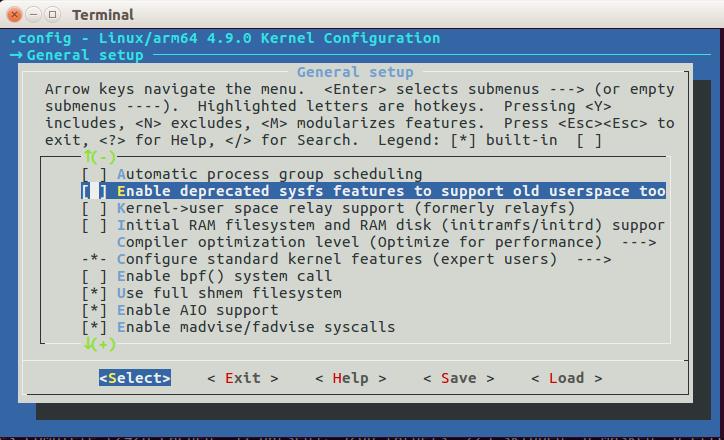 Terminal
.config - Linux/arm64 4.9.0 Kernel Configuration
→ General setup
General setup
Arrow keys navigate the menu. <Enter> selects submenus ---> (or empty
submenus ----). Highlighted letters are hotkeys. Pressing <Y>
includes, <N> excludes, <M> modularizes features. Press <Esc><Esc> to
exit, <?> for Help, </> for Search. Legend: [*] built-in [ ]
↑(-)
[ ] Automatic process group scheduling
[ ] Enable deprecated sysfs features to support old userspace too
[ ] Kernel->user space relay support (formerly relayfs)
[ ] Initial RAM filesystem and RAM disk (initramfs/initrd) suppor
Compiler optimization level (Optimize for performance) --->
-*- Configure standard kernel features (expert users) --->
[ ] Enable bpf() system call
[*] Use full shmem filesystem
[*] Enable AIO support
[*] Enable madvise/fadvise syscalls
↓(+)
<Select> < Exit > < Help > < Save > < Load >